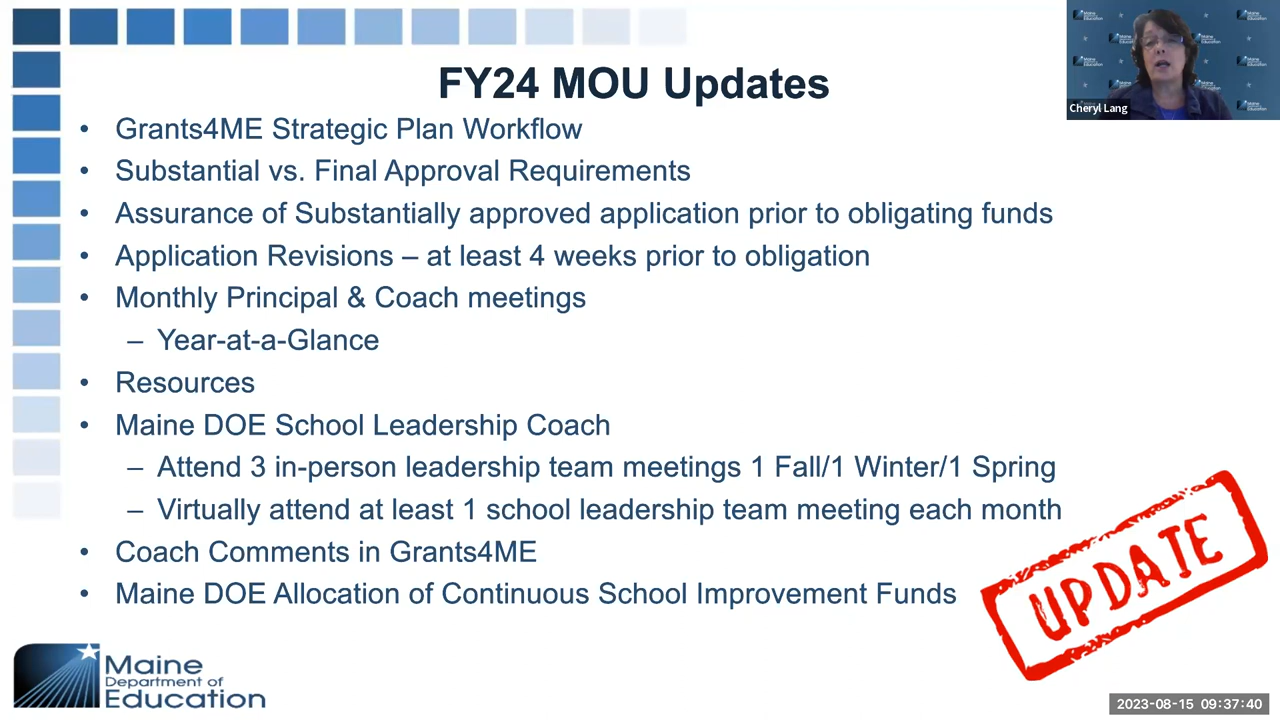 FY24 MOU Updates
• Grants4ME Strategic Plan Workflow
• Substantial vs. Final Approval Requirements
• Assurance of Substantially approved application prior to obligating funds
• Application Revisions – at least 4 weeks prior to obligation
• Monthly Principal & Coach meetings
– Year-at-a-Glance
• Resources
• Maine DOE School Leadership Coach
– Attend 3 in-person leadership team meetings 1 Fall/1 Winter/1 Spring
– Virtually attend at least 1 school leadership team meeting each month
• Coach Comments in Grants4ME
• Maine DOE Allocation of Continuous School Improvement Funds
UPDATE
Maine
Department of
Education
Cheryl Lang
2023-08-15 09:37:40